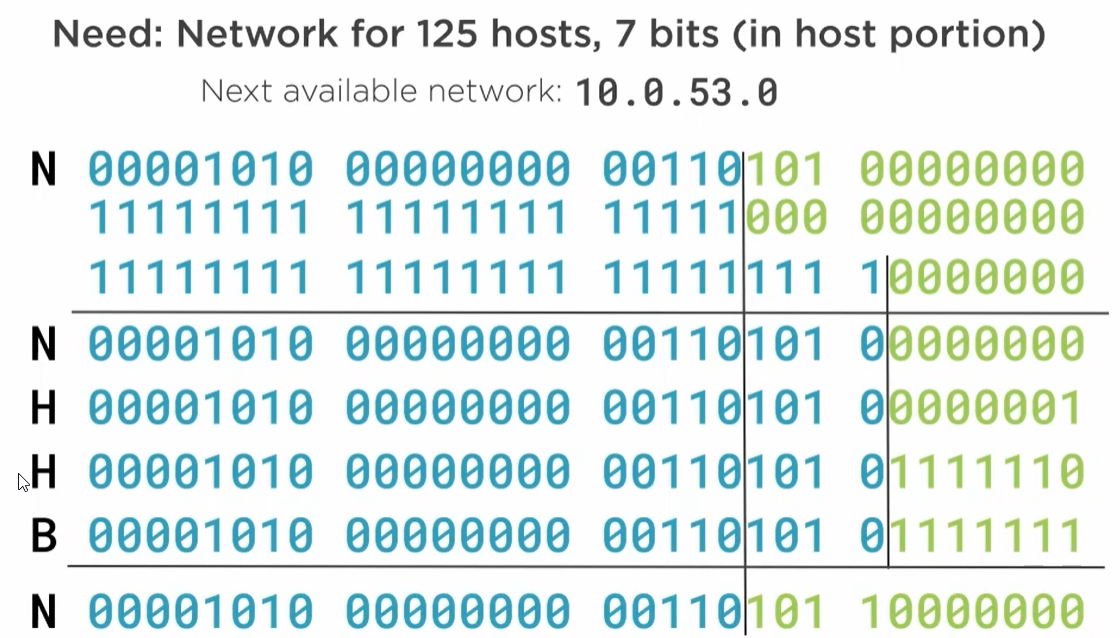 Need: Network for 125 hosts, 7 bits (in host portion)
Next available network: 10.0.53.0
N 00001010 00000000 00110101 00000000
11111111 11111111 11111000 00000000
11111111 11111111 11111111 10000000
N 00001010 00000000 00110101 00000000
H 00001010 00000000 00110101 00000001
H 00001010 00000000 00110101 01111110
B 00001010 00000000 00110101 01111111
N 00001010 00000000 00110101 10000000